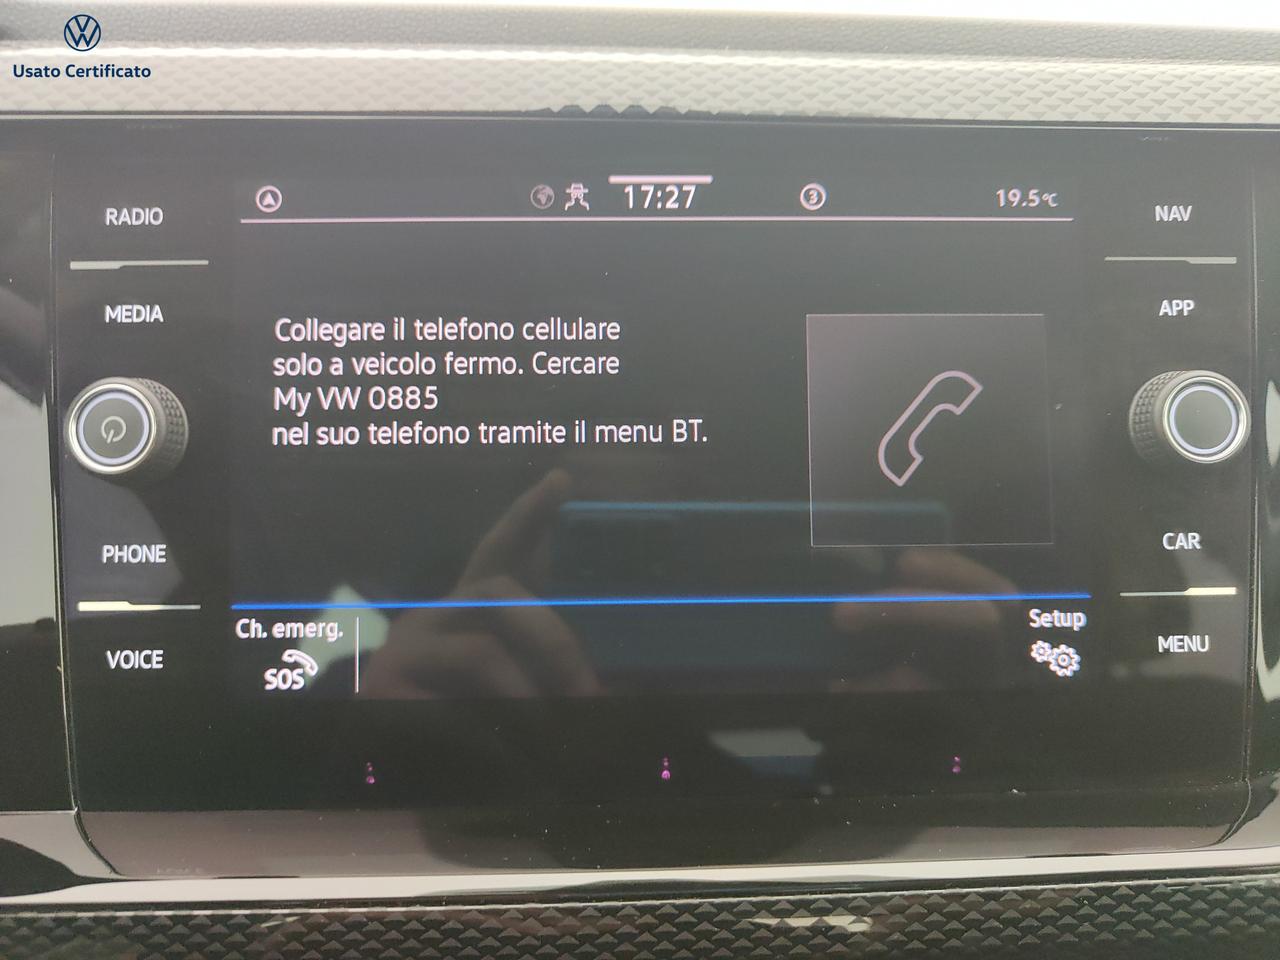 Usato Certificato
RADIO
MEDIA
PHONE
VOICE
17:27
3
19.5°C
Collegare il telefono cellulare
solo a veicolo fermo. Cercare
My VW 0885
nel suo telefono tramite il menu BT.
Ch. emerg.
SOS
Setup
NAV
APP
CAR
MENU